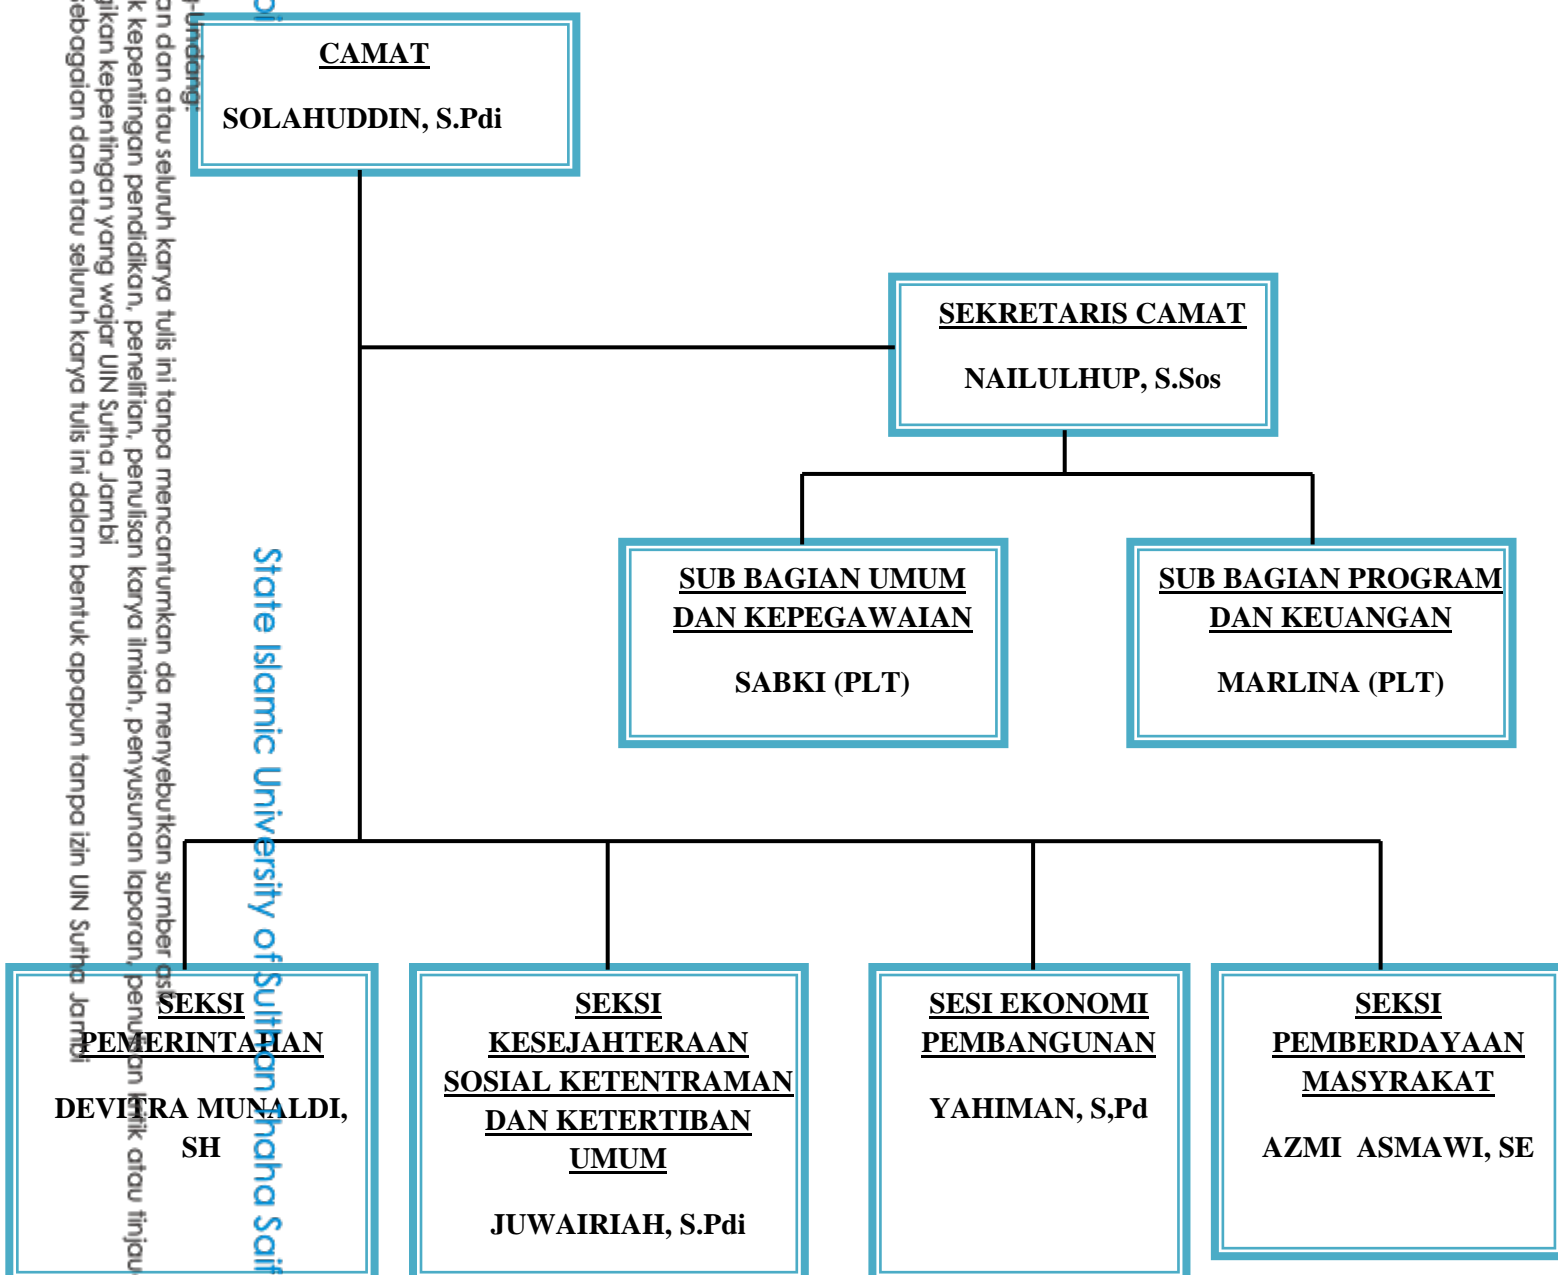 CAMAT
SOLAHUDDIN, S.Pdi
SEKRETARIS CAMAT
NAILULHUP, S.Sos
SUB BAGIAN UMUM
DAN KEPEGAWAIAN
SABKI (PLT)
SUB BAGIAN PROGRAM
DAN KEUANGAN
MARLINA (PLT)
SEKSI
PEMERINTAHAN
DEVITRA MUNALDI,
SH
SEKSI
KESEJAHTERAAN
SOSIAL KETENTRAMAN
DAN KETERTIBAN
UMUM
JUWAIRIAH, S.Pdi
SESI EKONOMI
PEMBANGUNAN
YAHIMAN, S,Pd
SEKSI
PEMBERDAYAAN
MASYRAKAT
AZMI ASMAWI, SE
State Islamic University of Sulthan Thaha Saif
-Undang:
an dan atau seluruh karya tulis ini tanpa mencantumkan da menyebutkan sumber asli
k kepentingan pendidikan, penelitian, penulisan karya ilmiah, penyusunan laporan, penulisan kritik atau tinjau
gikan kepentingan yang wajar UIN Sutha Jambi
sebagaian dan atau seluruh karya tulis ini dalam bentuk apapun tanpa izin UIN Sutha Jambi